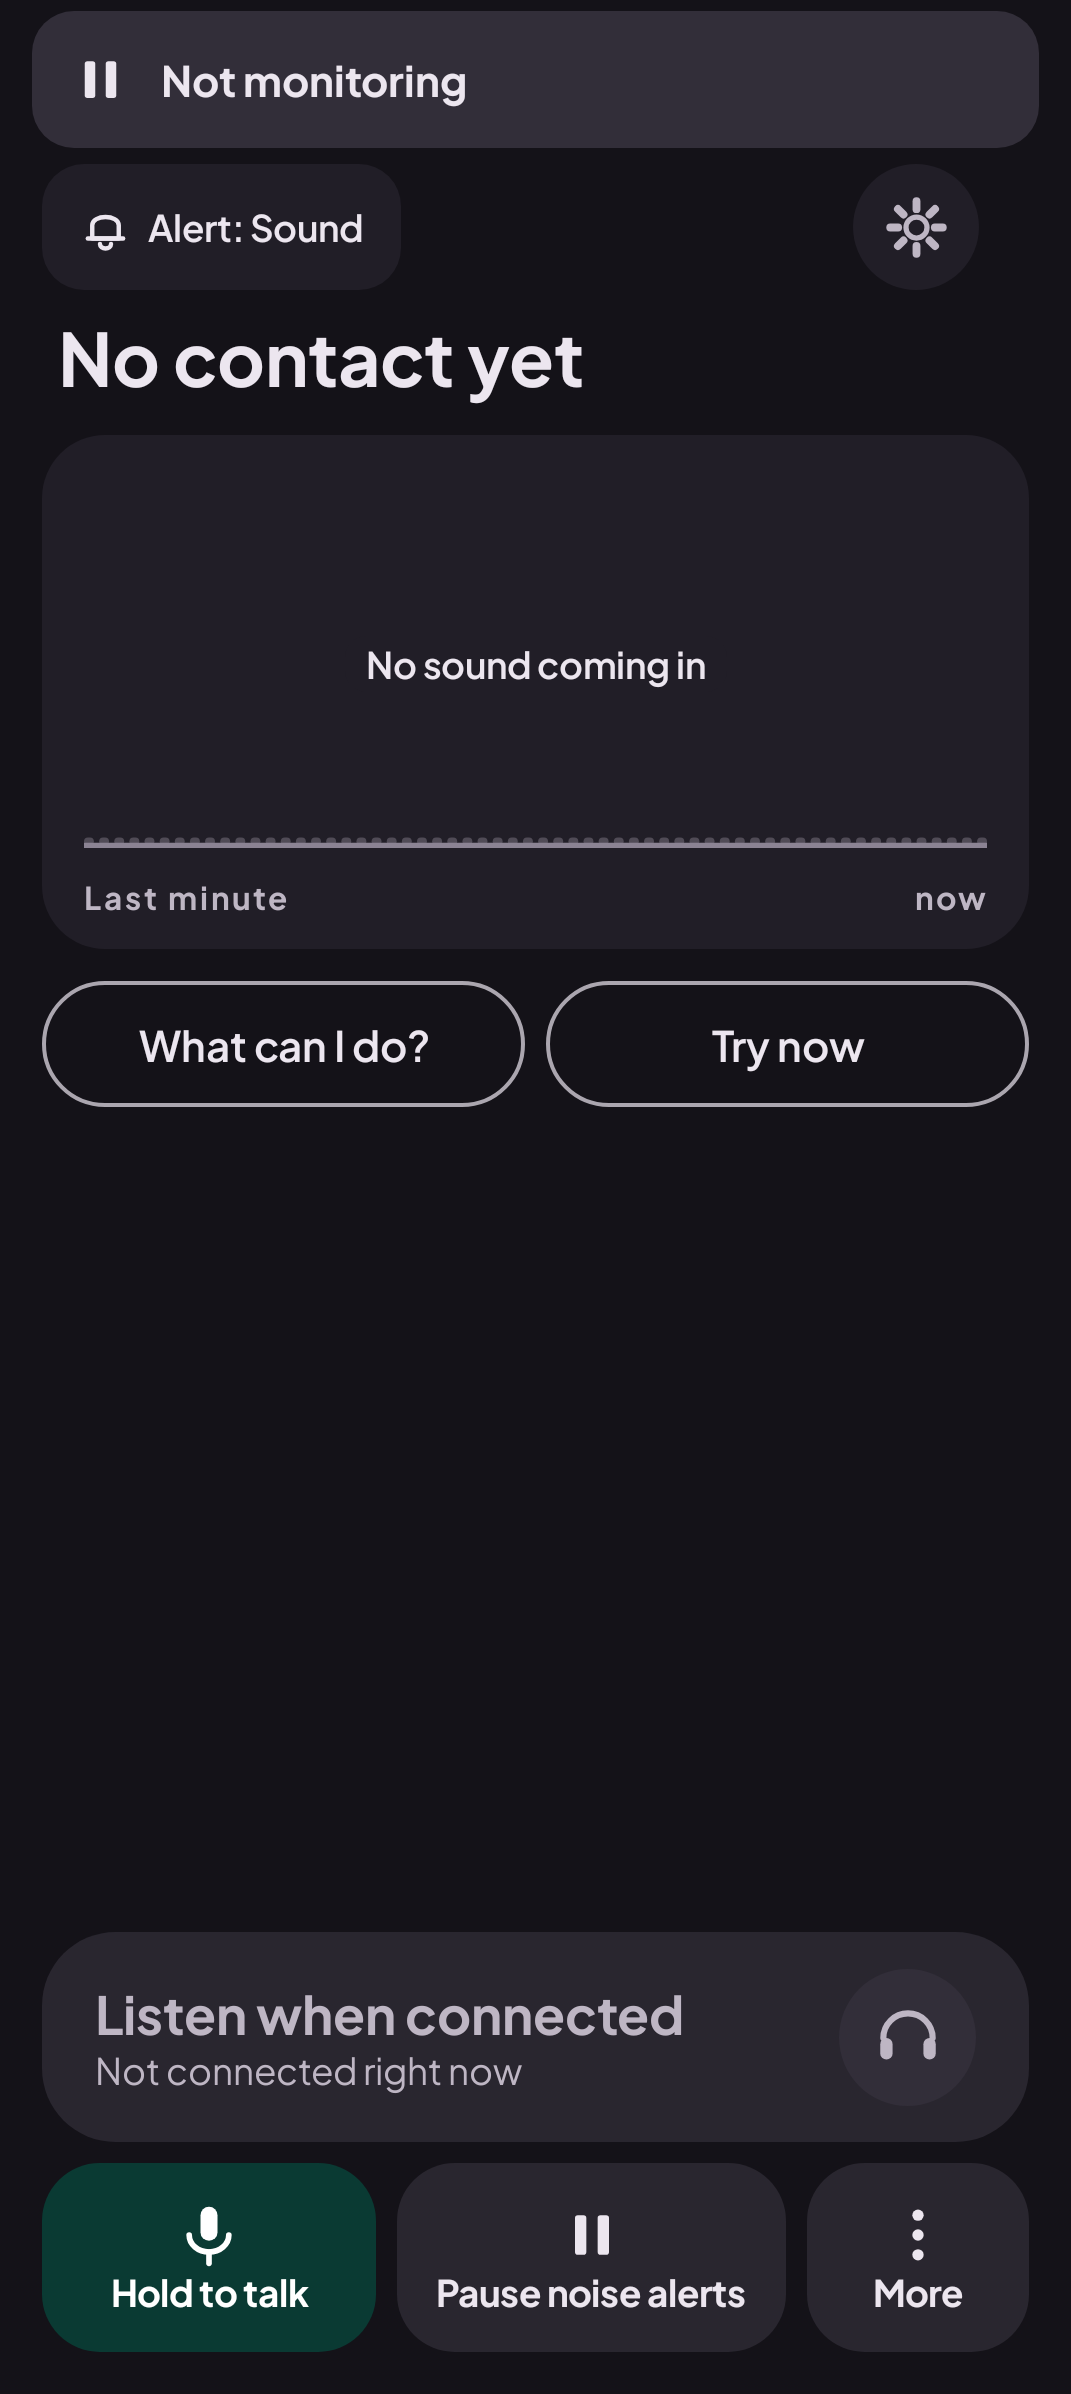 Not monitoring
Alert: Sound
No contact yet
No sound coming in
Last minute
now
What can I do?
Try now
Listen when connected
Not connected right now
Hold to talk
Pause noise alerts
More